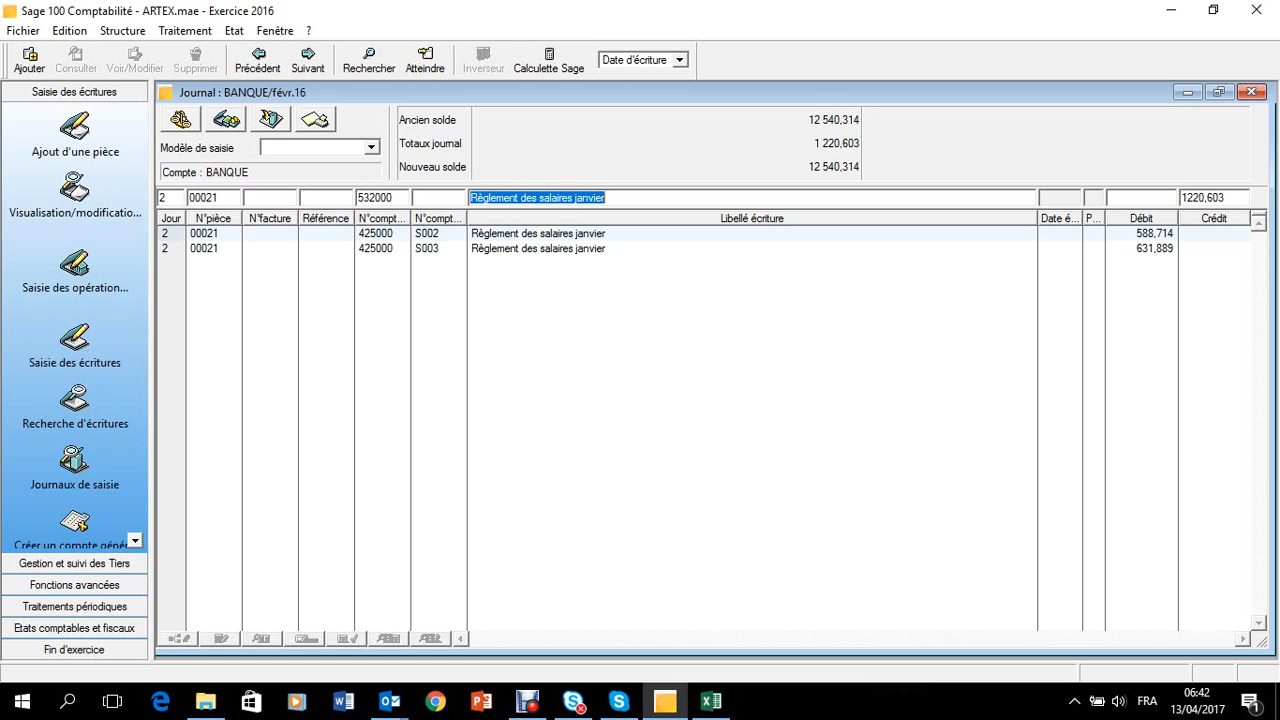 Sage 100 Comptabilité - ARTEX.mae - Exercice 2016
Fichier Edition Structure Traitement Etat Fenêtre ?
Ajouter Consulter Voir/Modifier Supprimer Précédent Suivant Rechercher Atteindre Inverseur Calculette Sage Date d'écriture
Saisie des écritures
Ajout d'une pièce
Visualisation/modificatio...
Saisie des opération...
Saisie des écritures
Recherche d'écritures
Journaux de saisie
Créer un compte génér
Gestion et suivi des Tiers
Fonctions avancées
Traitements périodiques
Etats comptables et fiscaux
Fin d'exercice
Journal : BANQUE/févr.16
Modèle de saisie
Compte : BANQUE
Ancien solde 12 540,314
Totaux journal 1 220,603
Nouveau solde 12 540,314
2 00021 532000 Règlement des salaires janvier 1220,603
Jour N°pièce N°facture Référence N°compt... N°compt... Libellé écriture Date é... P... Débit Crédit
2 00021 425000 S002 Règlement des salaires janvier 588,714
2 00021 425000 S003 Règlement des salaires janvier 631,889
FRA
06:42
13/04/2017
1